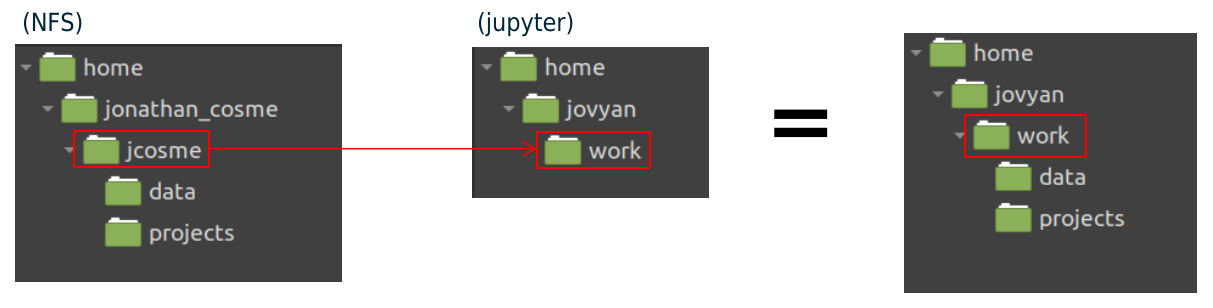 (NFS)
home
jonathan_cosme
jcosme
data
projects
(jupyter)
home
jovyan
work
=
home
jovyan
work
data
projects